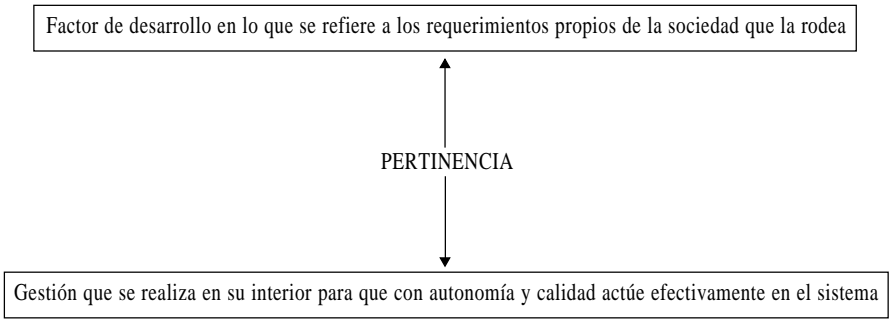 Factor de desarrollo en lo que se refiere a los requerimientos propios de la sociedad que la rodea
PERTINENCIA
Gestión que se realiza en su interior para que con autonomía y calidad actúe efectivamente en el sistema